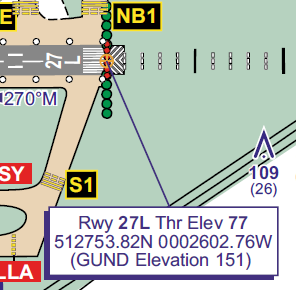 E
NB1
27
L
270°M
SY
S1
109
(26)
Rwy 27L Thr Elev 77
512753.82N 0002602.76W
(GUND Elevation 151)
LLA